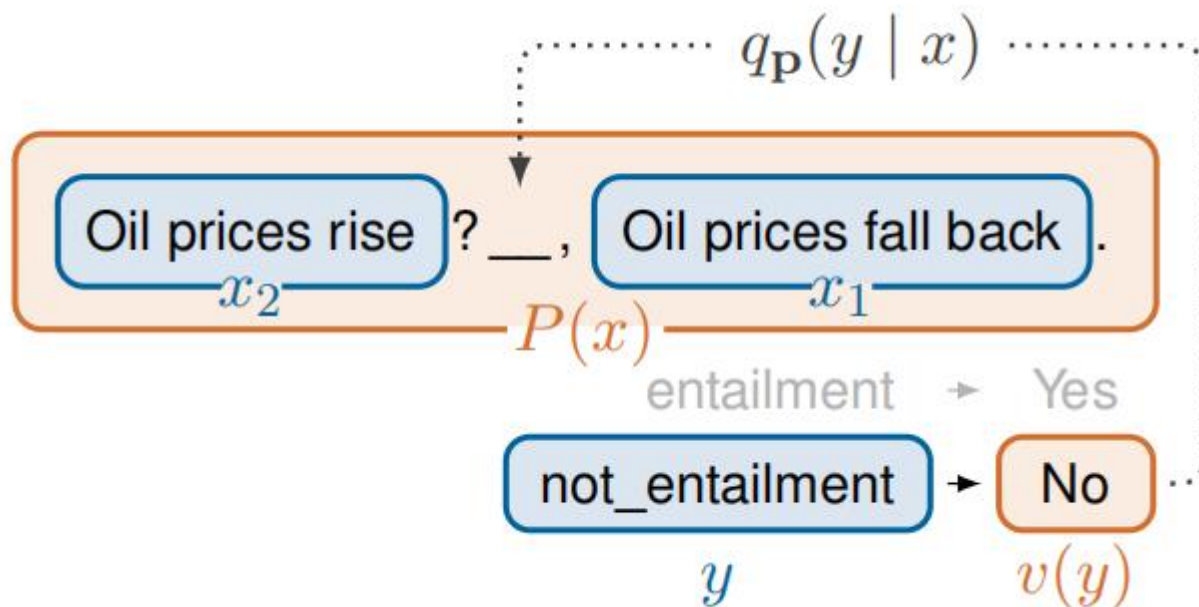 q_p(y | x)
Oil prices rise ? __ , Oil prices fall back .
x_2 x_1
P(x)
entailment Yes
not_entailment No
y v(y)